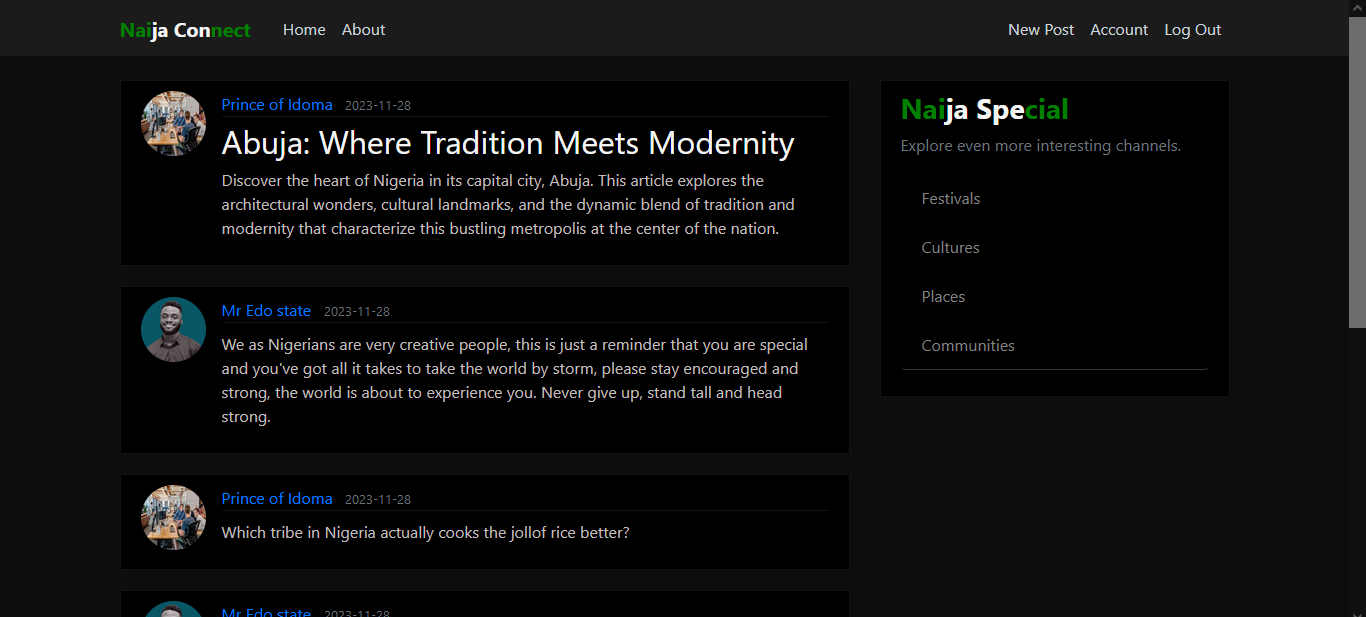 Naija Connect Home About New Post Account Log Out
Prince of Idoma 2023-11-28
Abuja: Where Tradition Meets Modernity
Discover the heart of Nigeria in its capital city, Abuja. This article explores the
architectural wonders, cultural landmarks, and the dynamic blend of tradition and
modernity that characterize this bustling metropolis at the center of the nation.
Mr Edo state 2023-11-28
We as Nigerians are very creative people, this is just a reminder that you are special
and you've got all it takes to take the world by storm, please stay encouraged and
strong, the world is about to experience you. Never give up, stand tall and head
strong.
Prince of Idoma 2023-11-28
Which tribe in Nigeria actually cooks the jollof rice better?
Mr Edo state 2023-11-28
Naija Special
Explore even more interesting channels.
Festivals
Cultures
Places
Communities